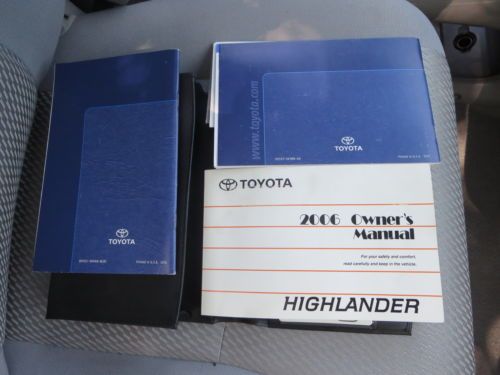 TOYOTA
www.toyota.com
TOYOTA
TOYOTA
2006 Owner's
Manual
For your safety and comfort,
read carefully and keep in the vehicle.
HIGHLANDER